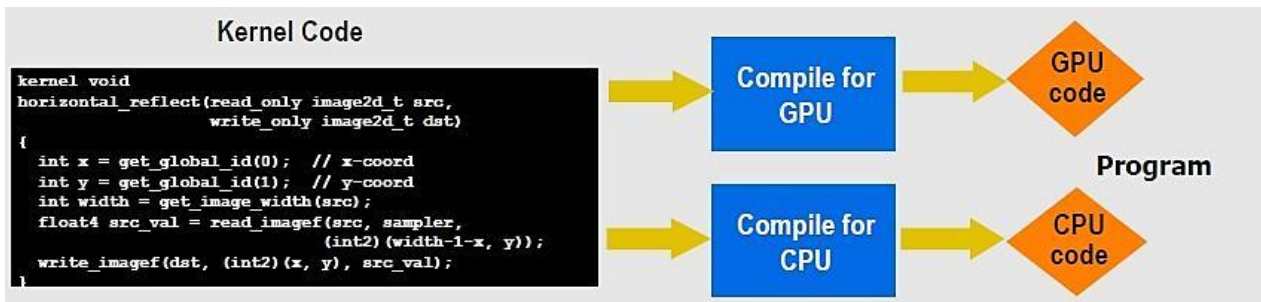 Kernel Code
kernel void
horizontal_reflect(read_only image2d_t src,
write_only image2d_t dst)
{
int x = get_global_id(0); // x-coord
int y = get_global_id(1); // y-coord
int width = get_image_width(src);
float4 src_val = read_imagef(src, sampler,
(int2)(width-1-x, y));
write_imagef(dst, (int2)(x, y), src_val);
}
Compile for
GPU
GPU
code
Program
Compile for
CPU
CPU
code